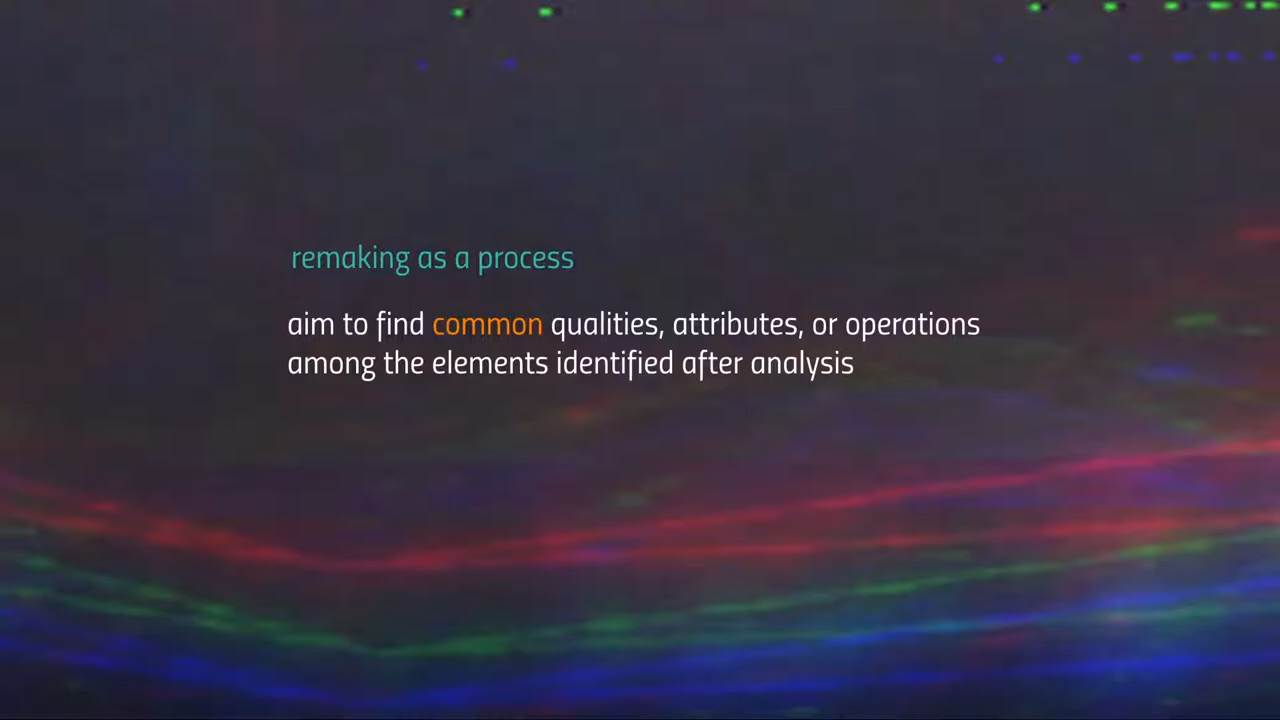 remaking as a process
aim to find common qualities, attributes, or operations
among the elements identified after analysis